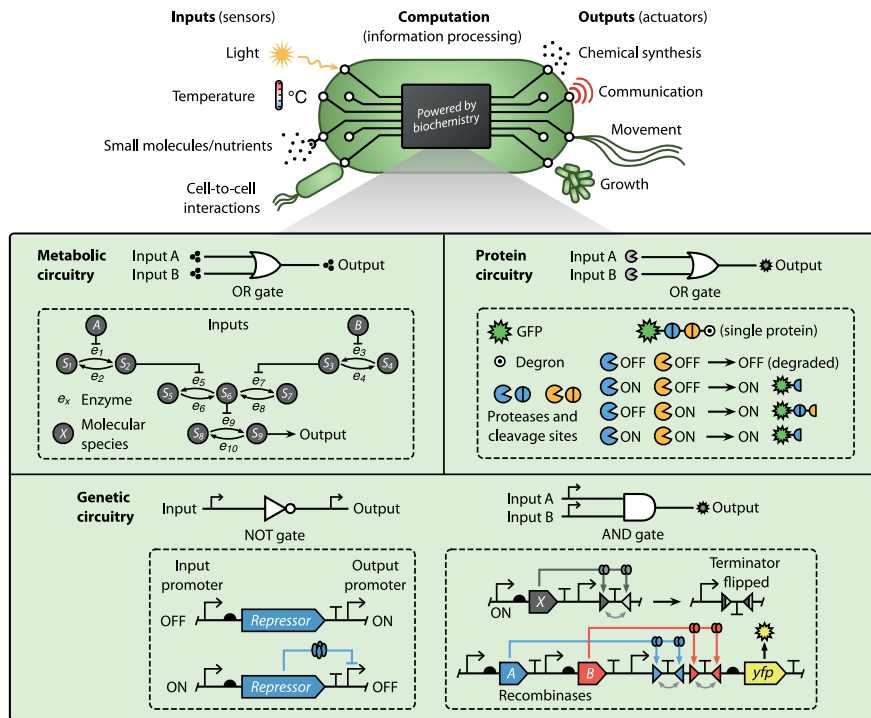 Inputs (sensors)
Computation
(information processing)
Outputs (actuators)
Light
Temperature
°C
Small molecules/nutrients
Cell-to-cell
interactions
Powered by
biochemistry
Chemical synthesis
Communication
Movement
Growth
Metabolic
circuitry
Input A
Input B
Output
OR gate
Inputs
A
B
e1
e2
e3
e4
S1
S2
S3
S4
e5
e6
e7
e8
S5
S6
S7
ex Enzyme
X Molecular
species
e9
e10
S8
S9
Output
Protein
circuitry
Input A
Input B
Output
OR gate
GFP
(single protein)
Degron
Proteases and
cleavage sites
OFF OFF OFF (degraded)
ON OFF ON
OFF ON ON
ON ON ON
Genetic
circuitry
Input
Output
NOT gate
Input
promoter
Output
promoter
OFF
Repressor
ON
ON
Repressor
OFF
Input A
Input B
Output
AND gate
ON
X
Terminator
flipped
A
B
yfp
Recombinases